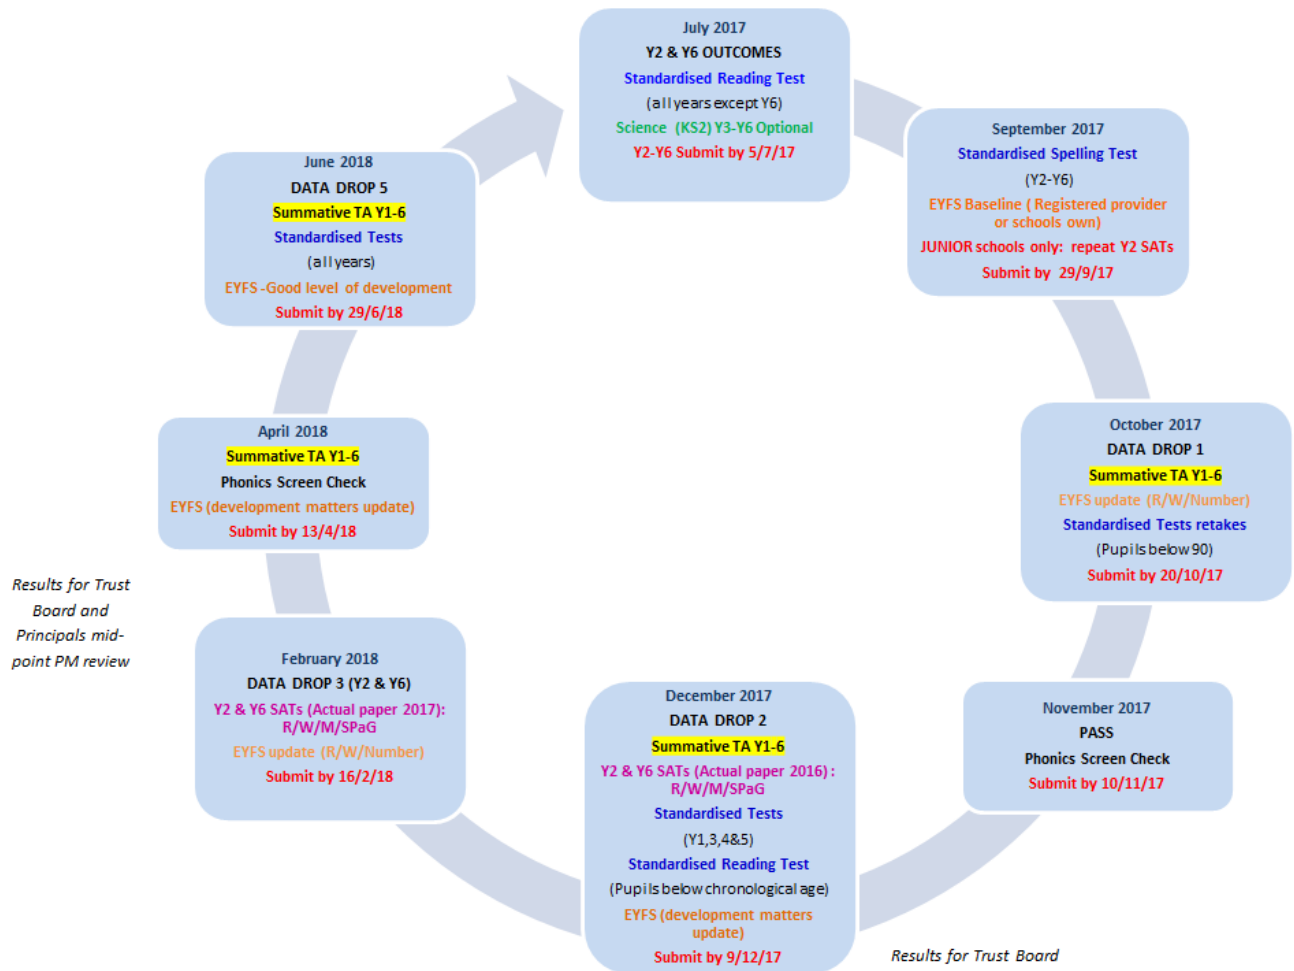 July 2017
Y2 & Y6 OUTCOMES
Standardised Reading Test
(all years except Y6)
Science (KS2) Y3-Y6 Optional
Y2-Y6 Submit by 5/7/17
September 2017
Standardised Spelling Test
(Y2-Y6)
EYFS Baseline ( Registered provider
or schools own)
JUNIOR schools only: repeat Y2 SATs
Submit by 29/9/17
October 2017
DATA DROP 1
Summative TA Y1-6
EYFS update (R/W/Number)
Standardised Tests retakes
(Pupils below 90)
Submit by 20/10/17
November 2017
PASS
Phonics Screen Check
Submit by 10/11/17
December 2017
DATA DROP 2
Summative TA Y1-6
Y2 & Y6 SATs (Actual paper 2016) :
R/W/M/SPaG
Standardised Tests
(Y1,3,4&5)
Standardised Reading Test
(Pupils below chronological age)
EYFS (development matters
update)
Submit by 9/12/17
Results for Trust Board
February 2018
DATA DROP 3 (Y2 & Y6)
Y2 & Y6 SATs (Actual paper 2017):
R/W/M/SPaG
EYFS update (R/W/Number)
Submit by 16/2/18
Results for Trust
Board and
Principals mid-
point PM review
April 2018
Summative TA Y1-6
Phonics Screen Check
EYFS (development matters update)
Submit by 13/4/18
June 2018
DATA DROP 5
Summative TA Y1-6
Standardised Tests
(all years)
EYFS -Good level of development
Submit by 29/6/18